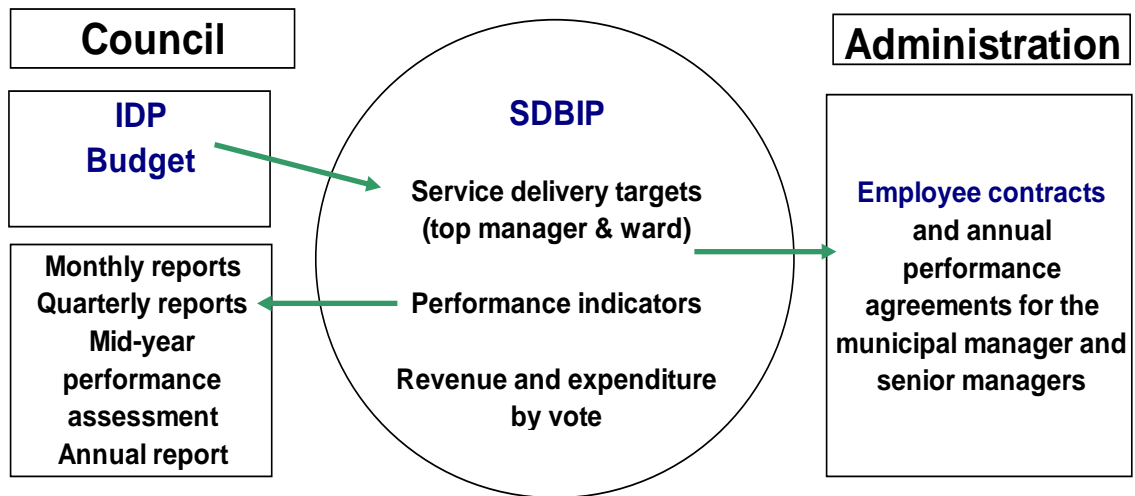 Council
IDP
Budget
Monthly reports
Quarterly reports
Mid-year
performance
assessment
Annual report
SDBIP
Service delivery targets
(top manager & ward)
Performance indicators
Revenue and expenditure
by vote
Administration
Employee contracts
and annual
performance
agreements for the
municipal manager and
senior managers